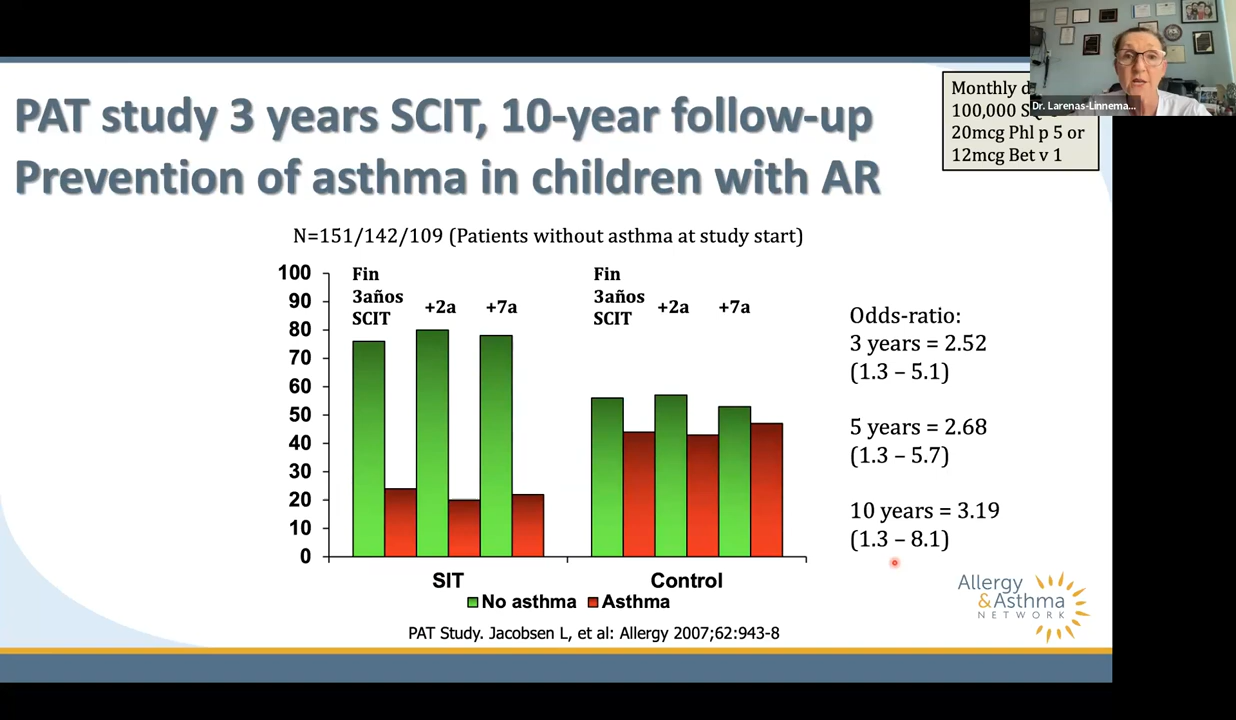 PAT study 3 years SCIT, 10-year follow-up
Prevention of asthma in children with AR
Monthly d
100,000 SQ
20mcg Phl p 5 or
12mcg Bet v 1
Dr. Larenas-Linnema...
N=151/142/109 (Patients without asthma at study start)
100
90
80
70
60
50
40
30
20
10
0
Fin
3años
SCIT
+2a
+7a
Fin
3años
SCIT
+2a
+7a
SIT
Control
No asthma
Asthma
Odds-ratio:
3 years = 2.52
(1.3 – 5.1)
5 years = 2.68
(1.3 – 5.7)
10 years = 3.19
(1.3 – 8.1)
PAT Study. Jacobsen L, et al: Allergy 2007;62:943-8
Allergy
&Asthma
NETWORK